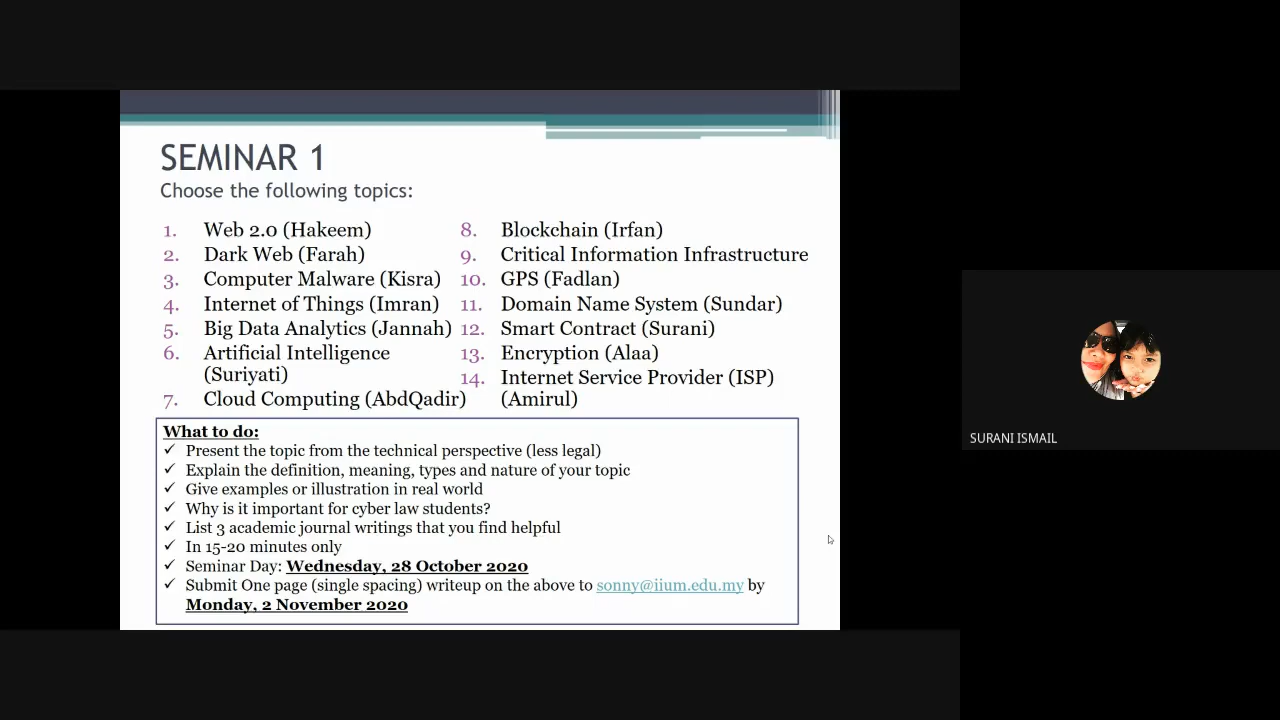 SEMINAR 1
Choose the following topics:
1. Web 2.0 (Hakeem)
2. Dark Web (Farah)
3. Computer Malware (Kisra)
4. Internet of Things (Imran)
5. Big Data Analytics (Jannah)
6. Artificial Intelligence
(Suriyati)
7. Cloud Computing (AbdQadir)
8. Blockchain (Irfan)
9. Critical Information Infrastructure
10. GPS (Fadlan)
11. Domain Name System (Sundar)
12. Smart Contract (Surani)
13. Encryption (Alaa)
14. Internet Service Provider (ISP)
(Amirul)
What to do:
✓ Present the topic from the technical perspective (less legal)
✓ Explain the definition, meaning, types and nature of your topic
✓ Give examples or illustration in real world
✓ Why is it important for cyber law students?
✓ List 3 academic journal writings that you find helpful
✓ In 15-20 minutes only
✓ Seminar Day: Wednesday, 28 October 2020
✓ Submit One page (single spacing) writeup on the above to sonny@iium.edu.my by
Monday, 2 November 2020
SURANI ISMAIL